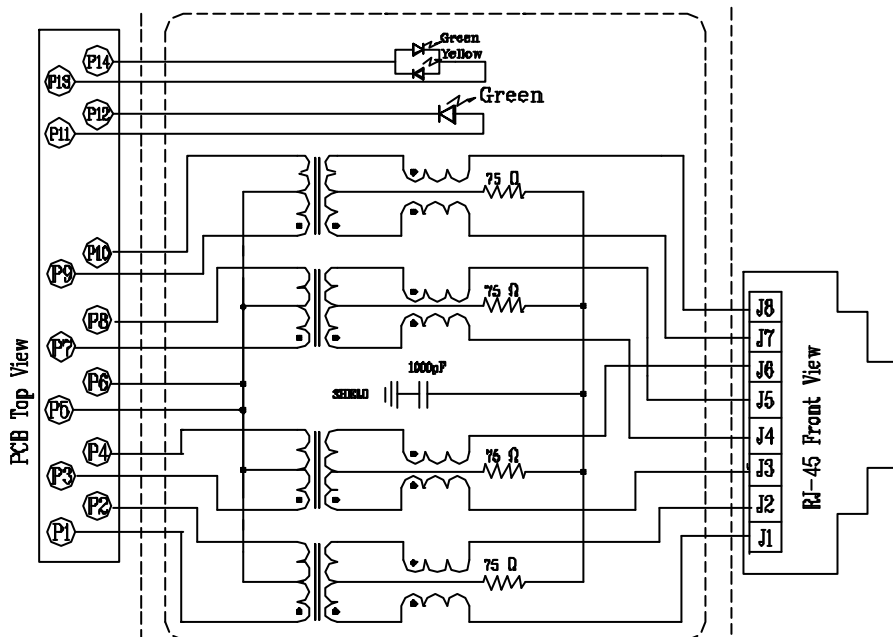 Green
P14
Yellow
P13
P12
Green
P11
75 Ω
P10
P9
75 Ω
P8
J8
P7
J7
1000pF
J6
P6
SHIELD
J5
P5
J4
P4
75 Ω
J3
P3
P2
J2
P1
J1
75 Ω
PCB Top View
RJ-45 Front View